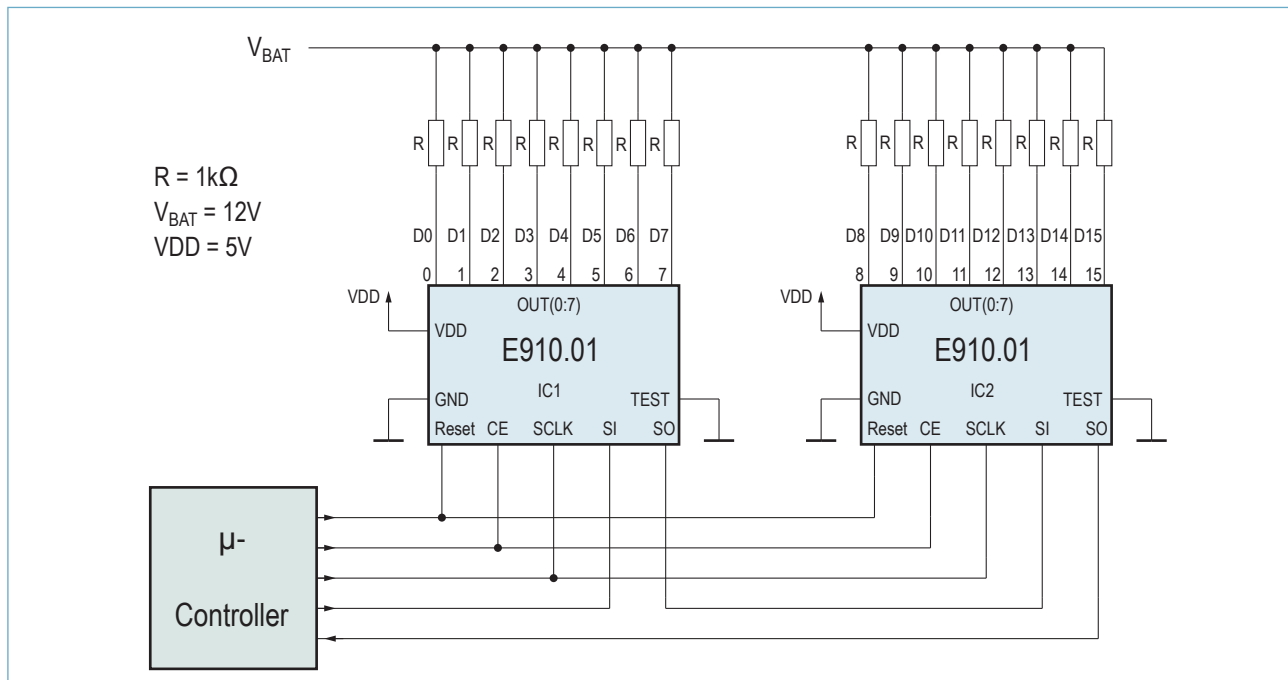 V_BAT
R R R R R R R R R R R R R R R R
R = 1kΩ
V_BAT = 12V
VDD = 5V
D0 D1 D2 D3 D4 D5 D6 D7 D8 D9 D10 D11 D12 D13 D14 D15
0 1 2 3 4 5 6 7 8 9 10 11 12 13 14 15
VDD OUT(0:7) VDD OUT(0:7)
VDD VDD
E910.01 E910.01
IC1 IC2
GND TEST GND TEST
Reset CE SCLK SI SO Reset CE SCLK SI SO
µ-
Controller